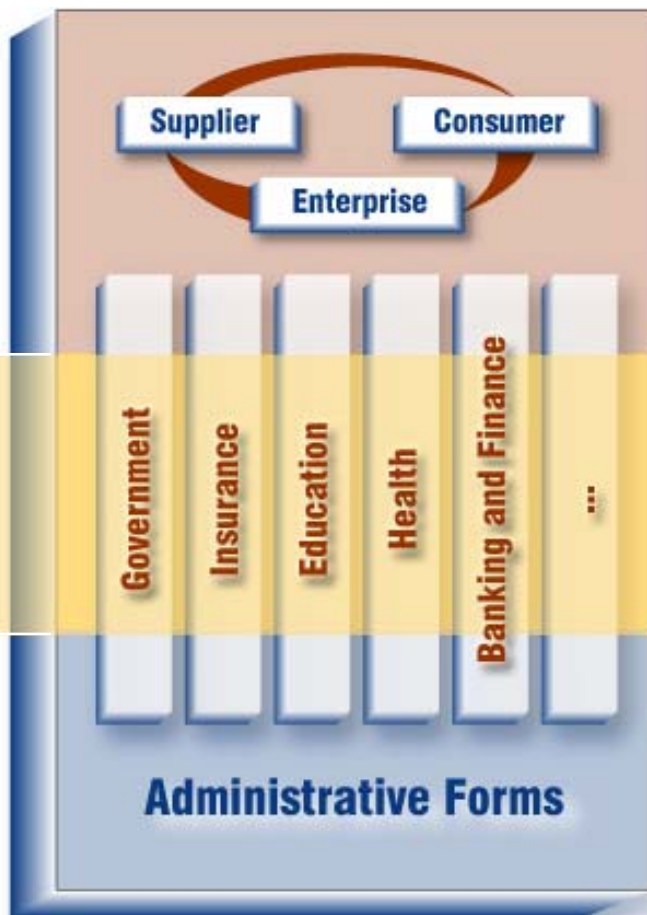 Supplier
Consumer
Enterprise
Government
Insurance
Education
Health
Banking and Finance
...
Administrative Forms